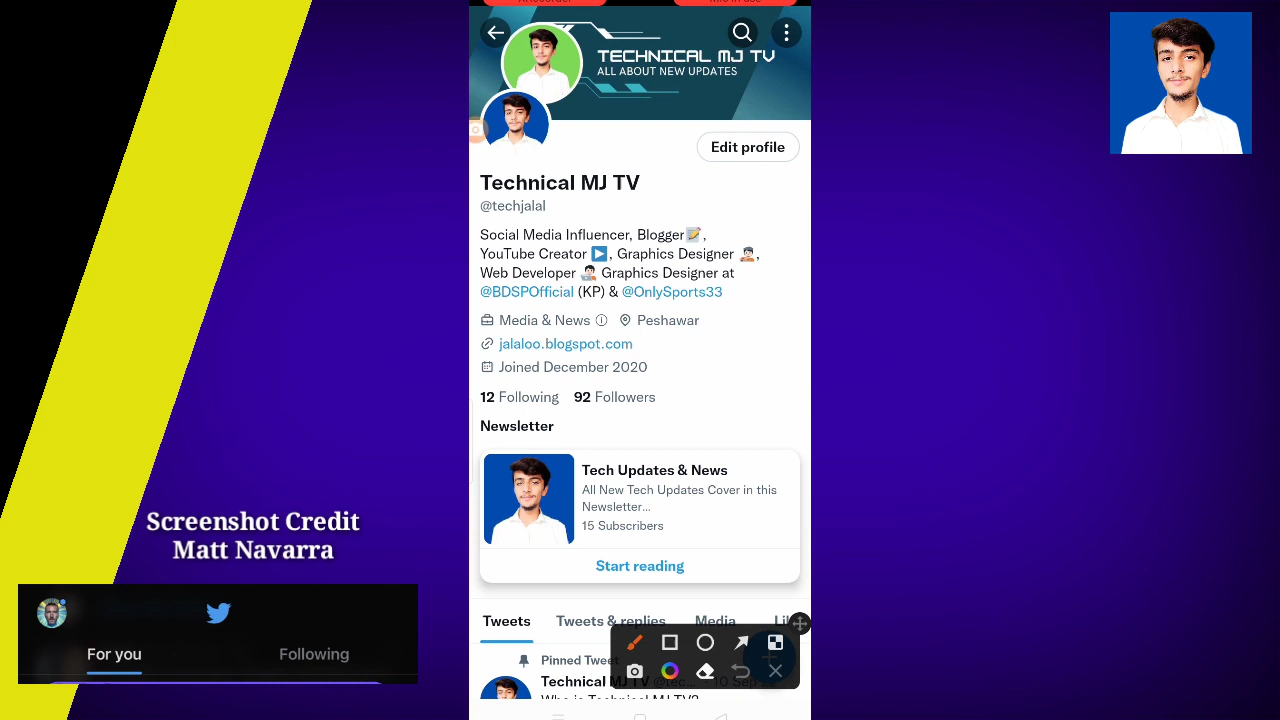 TECHNICAL MJ TV
ALL ABOUT NEW UPDATES
Edit profile
Technical MJ TV
@techjalal
Social Media Influencer, Blogger📝,
YouTube Creator ▶️, Graphics Designer 👨🏻‍🎨,
Web Developer 👨🏻‍💻 Graphics Designer at
@BDSPOfficial (KP) & @OnlySports33
Media & News Peshawar
jalaloo.blogspot.com
Joined December 2020
12 Following 92 Followers
Newsletter
Tech Updates & News
All New Tech Updates Cover in this
Newsletter...
15 Subscribers
Start reading
Tweets Tweets & replies Media
Pinned Tweet
Technical MJ TV
Screenshot Credit
Matt Navarra
For you Following